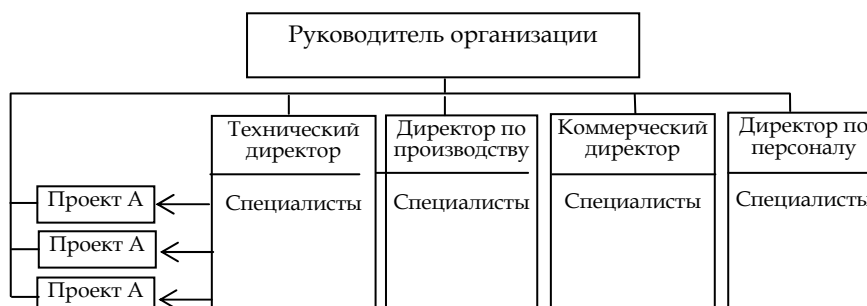 Руководитель организации
Технический
директор
Директор по
производству
Коммерческий
директор
Директор по
персоналу
Специалисты
Специалисты
Специалисты
Специалисты
Проект А
Проект А
Проект А